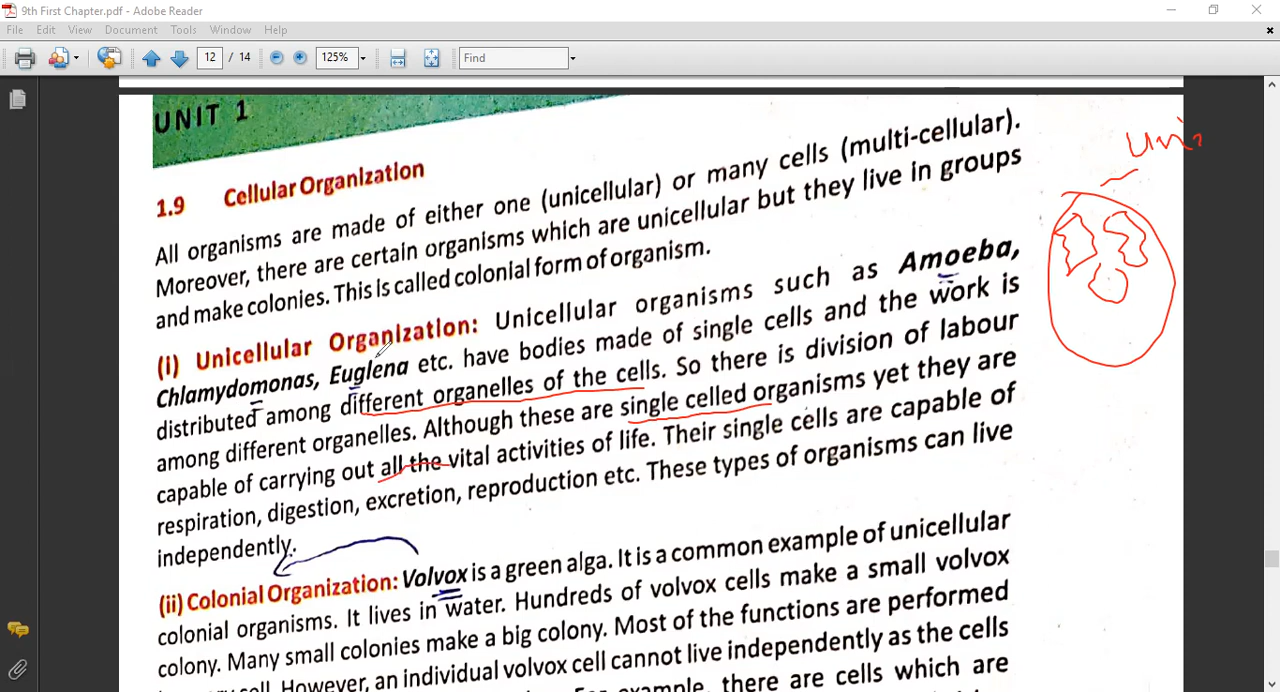 9th First Chapter.pdf - Adobe Reader
File Edit View Document Tools Window Help
12 / 14 125% Find
UNIT 1
Uni
1.9 Cellular Organization
All organisms are made of either one (unicellular) or many cells (multi-cellular).
Moreover, there are certain organisms which are unicellular but they live in groups
and make colonies. This is called colonial form of organism.
(i) Unicellular Organization: Unicellular organisms such as Amoeba,
Chlamydomonas, Euglena etc. have bodies made of single cells and the work is
distributed among different organelles of the cells. So there is division of labour
among different organelles. Although these are single celled organisms yet they are
capable of carrying out all the vital activities of life. Their single cells are capable of
respiration, digestion, excretion, reproduction etc. These types of organisms can live
independently.
(ii) Colonial Organization: Volvox is a green alga. It is a common example of unicellular
colonial organisms. It lives in water. Hundreds of volvox cells make a small volvox
colony. Many small colonies make a big colony. Most of the functions are performed
cell. However, an individual volvox cell cannot live independently as the cells
For example, there are cells which are